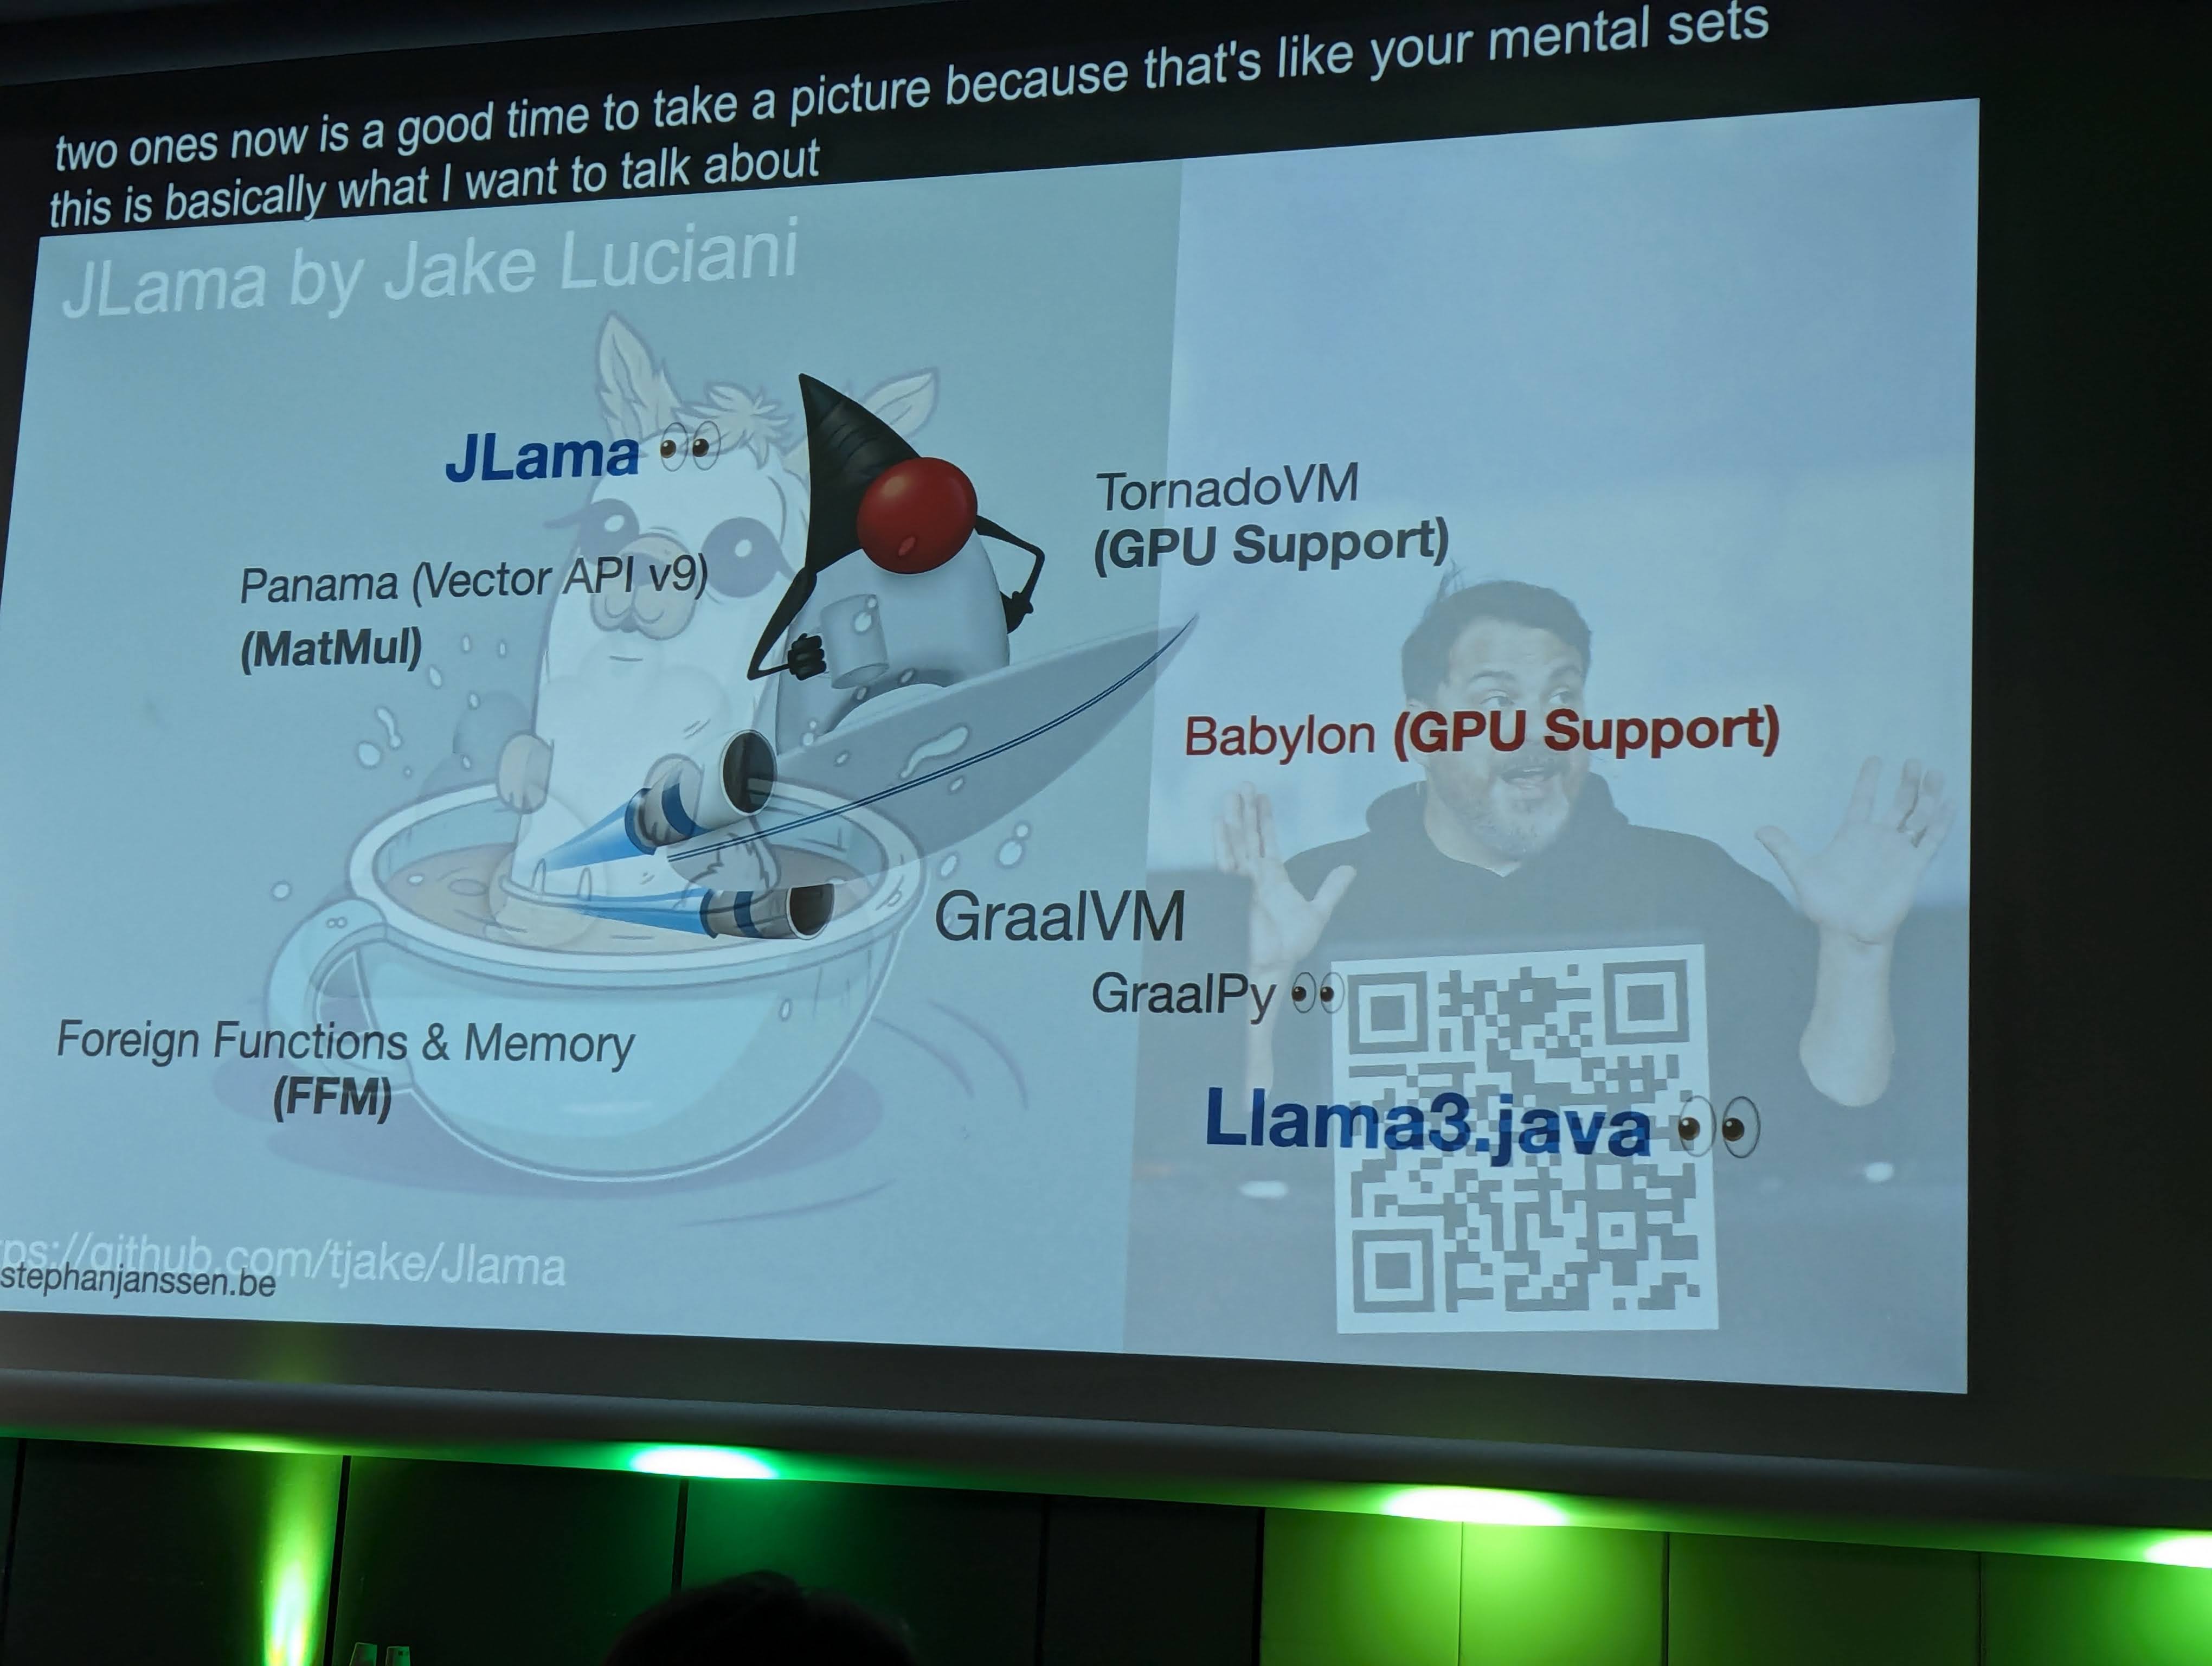 two ones now is a good time to take a picture because that's like your mental sets
this is basically what I want to talk about
JLama by Jake Luciani
JLama 👀
TornadoVM
(GPU Support)
Panama (Vector API v9)
(MatMul)
Babylon (GPU Support)
GraalVM
GraalPy 👀
Foreign Functions & Memory
(FFM)
Llama3.java 👀
ps://github.com/tjake/Jlama
stephanjanssen.be